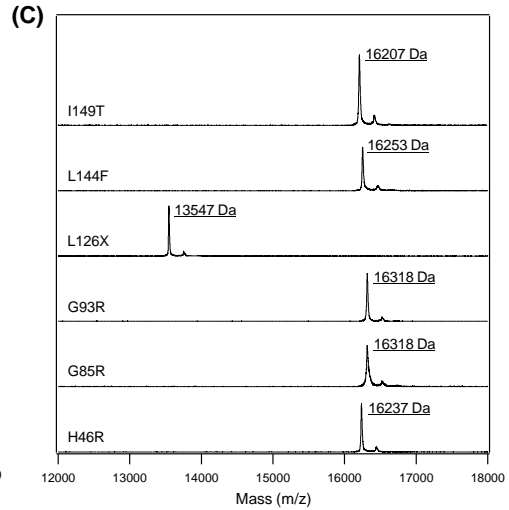 (C)
16207 Da
I149T
16253 Da
L144F
13547 Da
L126X
16318 Da
G93R
16318 Da
G85R
16237 Da
H46R
12000 13000 14000 15000 16000 17000 18000
Mass (m/z)